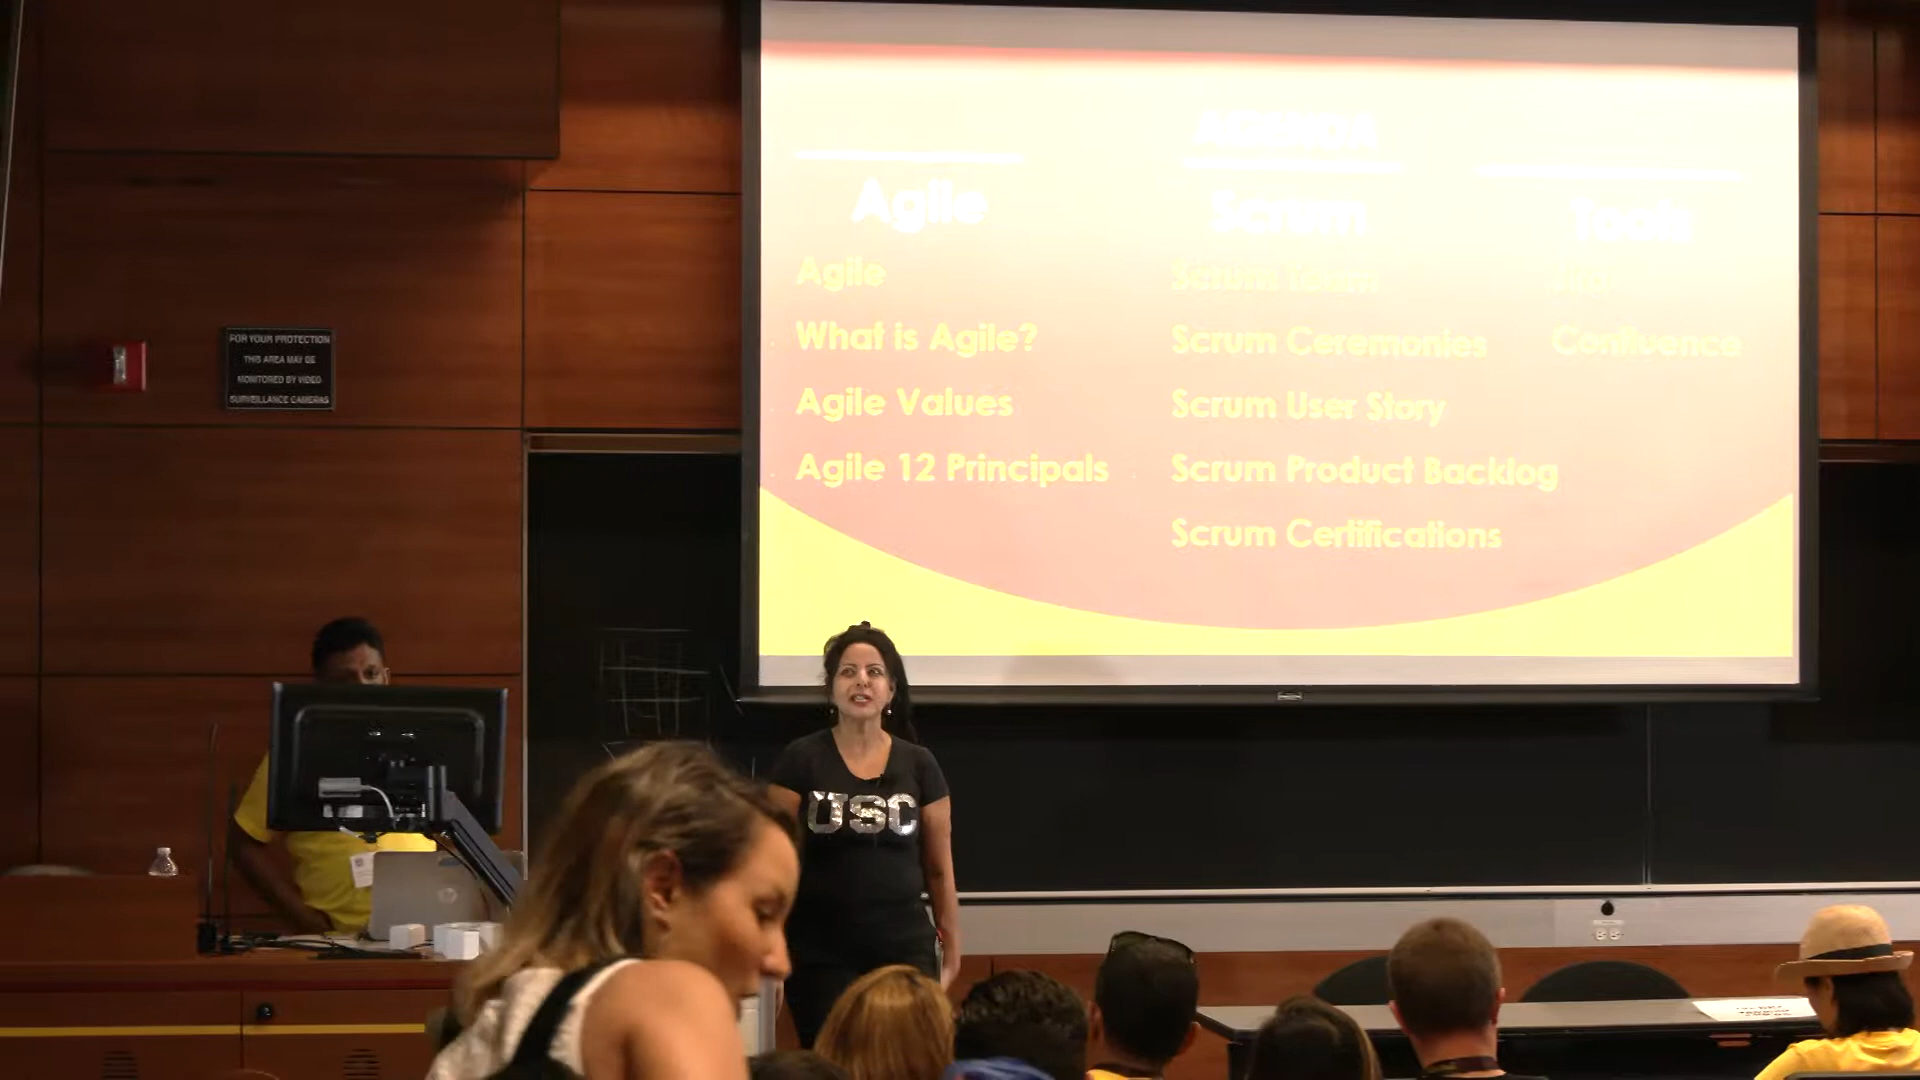 AGENDA
Agile
Scrum
Tools
Agile
Scrum Team
Jira
What is Agile?
Scrum Ceremonies
Confluence
Agile Values
Scrum User Story
Agile 12 Principals
Scrum Product Backlog
Scrum Certifications
FOR YOUR PROTECTION
THIS AREA MAY BE
MONITORED BY VIDEO
SURVEILLANCE CAMERAS
USC